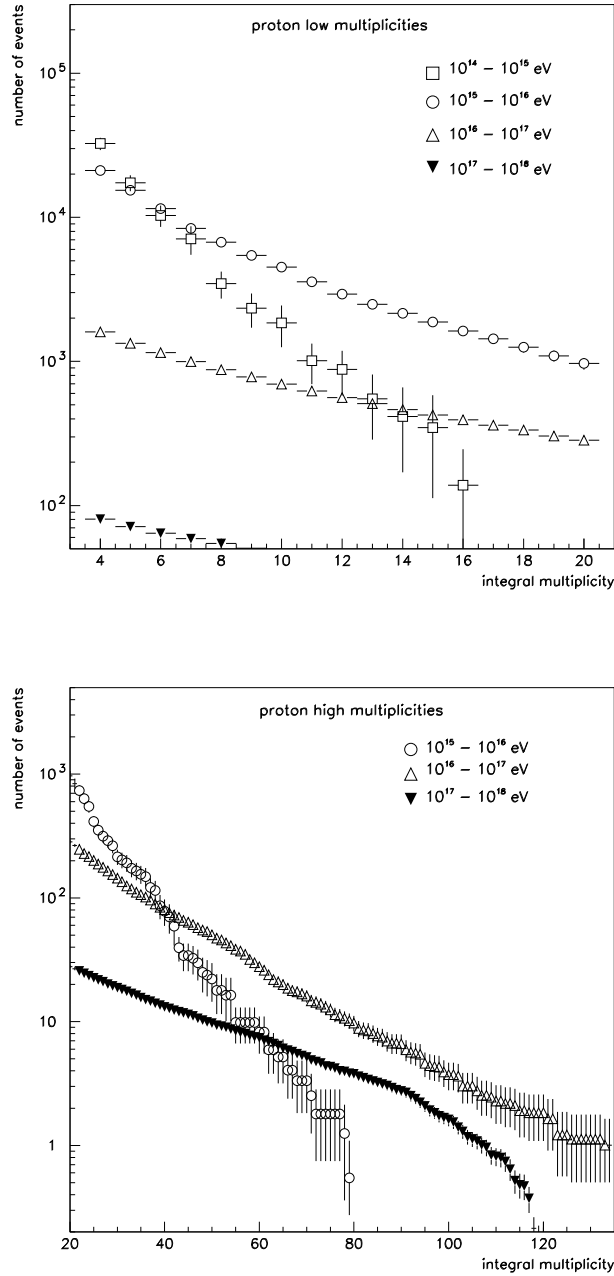 proton low multiplicities
number of events
10^14 – 10^15 eV
10^15 – 10^16 eV
10^16 – 10^17 eV
10^17 – 10^18 eV
10^5
10^4
10^3
10^2
4 6 8 10 12 14 16 18 20
integral multiplicity
proton high multiplicities
number of events
10^15 – 10^16 eV
10^16 – 10^17 eV
10^17 – 10^18 eV
10^3
10^2
10
1
20 40 60 80 100 120
integral multiplicity